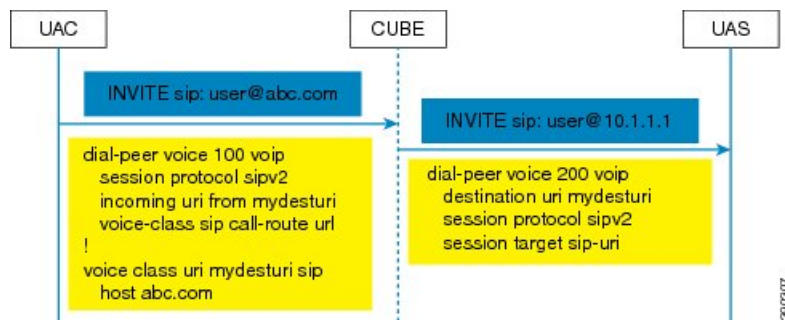 UAC
CUBE
UAS
INVITE sip: user@abc.com
INVITE sip: user@10.1.1.1
dial-peer voice 100 voip
session protocol sipv2
incoming uri from mydesturi
voice-class sip call-route url
!
voice class uri mydesturi sip
host abc.com
dial-peer voice 200 voip
destination uri mydesturi
session protocol sipv2
session target sip-uri